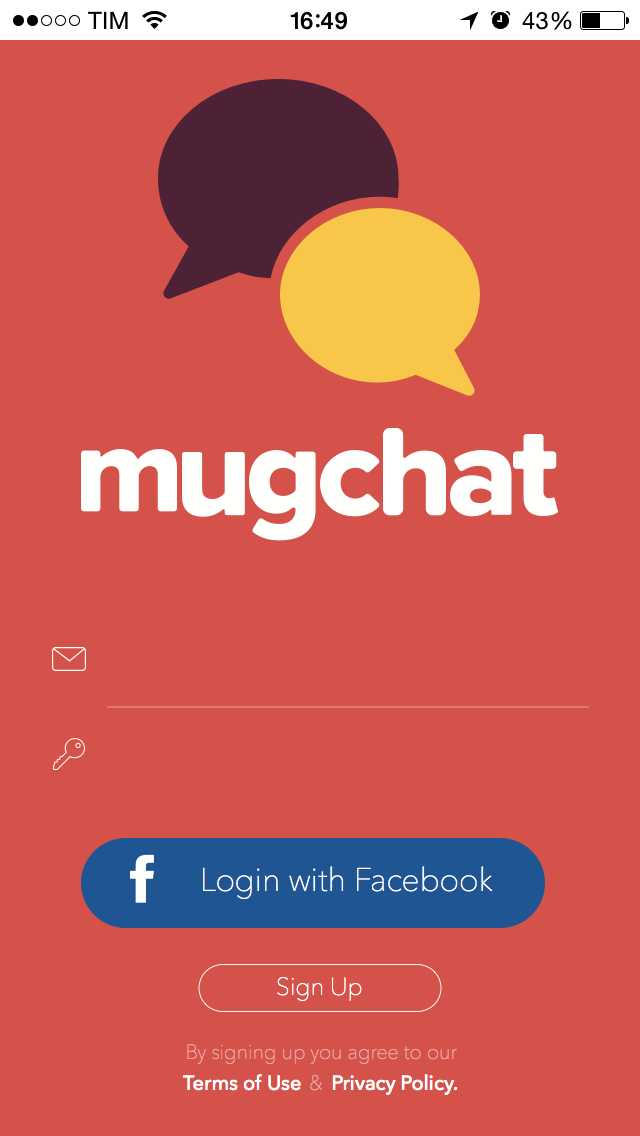 TIM 16:49 43%
mugchat
f Login with Facebook
Sign Up
By signing up you agree to our
Terms of Use & Privacy Policy.